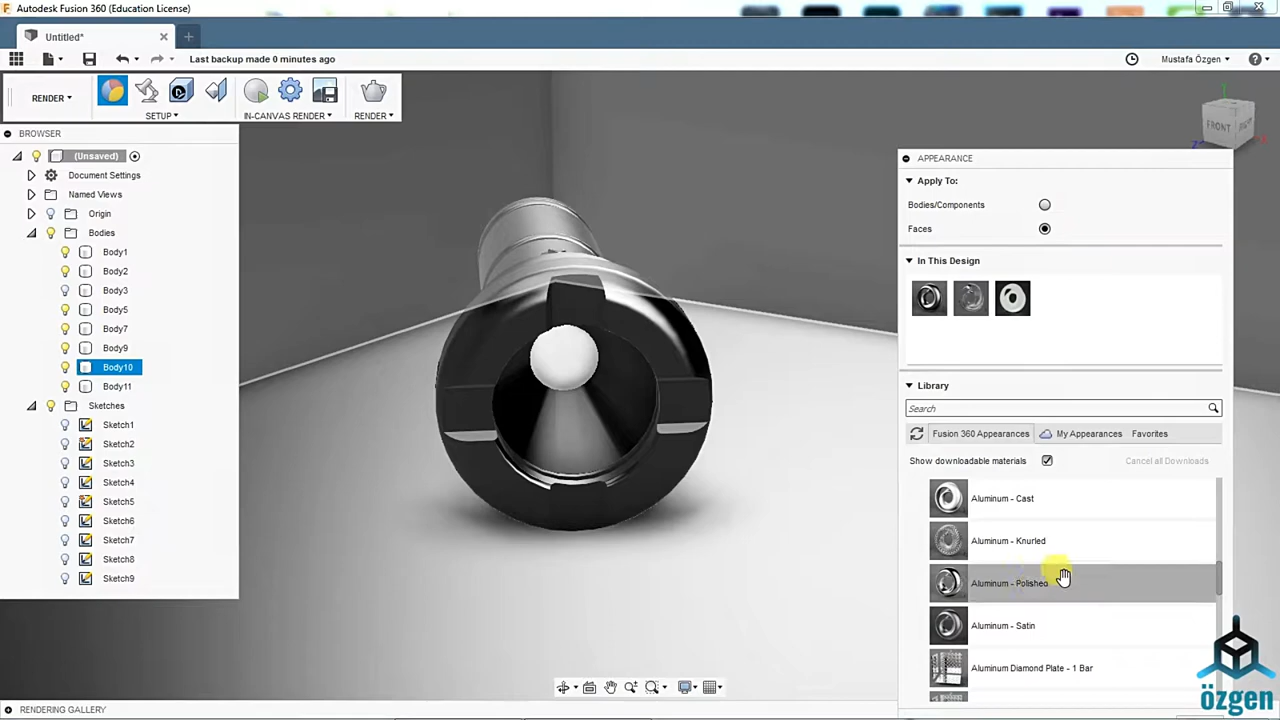 Autodesk Fusion 360 (Education License)
Untitled*
Last backup made 0 minutes ago
Mustafa Özgen
RENDER
SETUP
IN-CANVAS RENDER
RENDER
FRONT
BROWSER
(Unsaved)
Document Settings
Named Views
Origin
Bodies
Body1
Body2
Body3
Body5
Body7
Body9
Body10
Body11
Sketches
Sketch1
Sketch2
Sketch3
Sketch4
Sketch5
Sketch6
Sketch7
Sketch8
Sketch9
APPEARANCE
Apply To:
Bodies/Components
Faces
In This Design
Library
Search
Fusion 360 Appearances
My Appearances
Favorites
Show downloadable materials
Cancel all Downloads
Aluminum - Cast
Aluminum - Knurled
Aluminum - Polished
Aluminum - Satin
Aluminum Diamond Plate - 1 Bar
RENDERING GALLERY
özgen